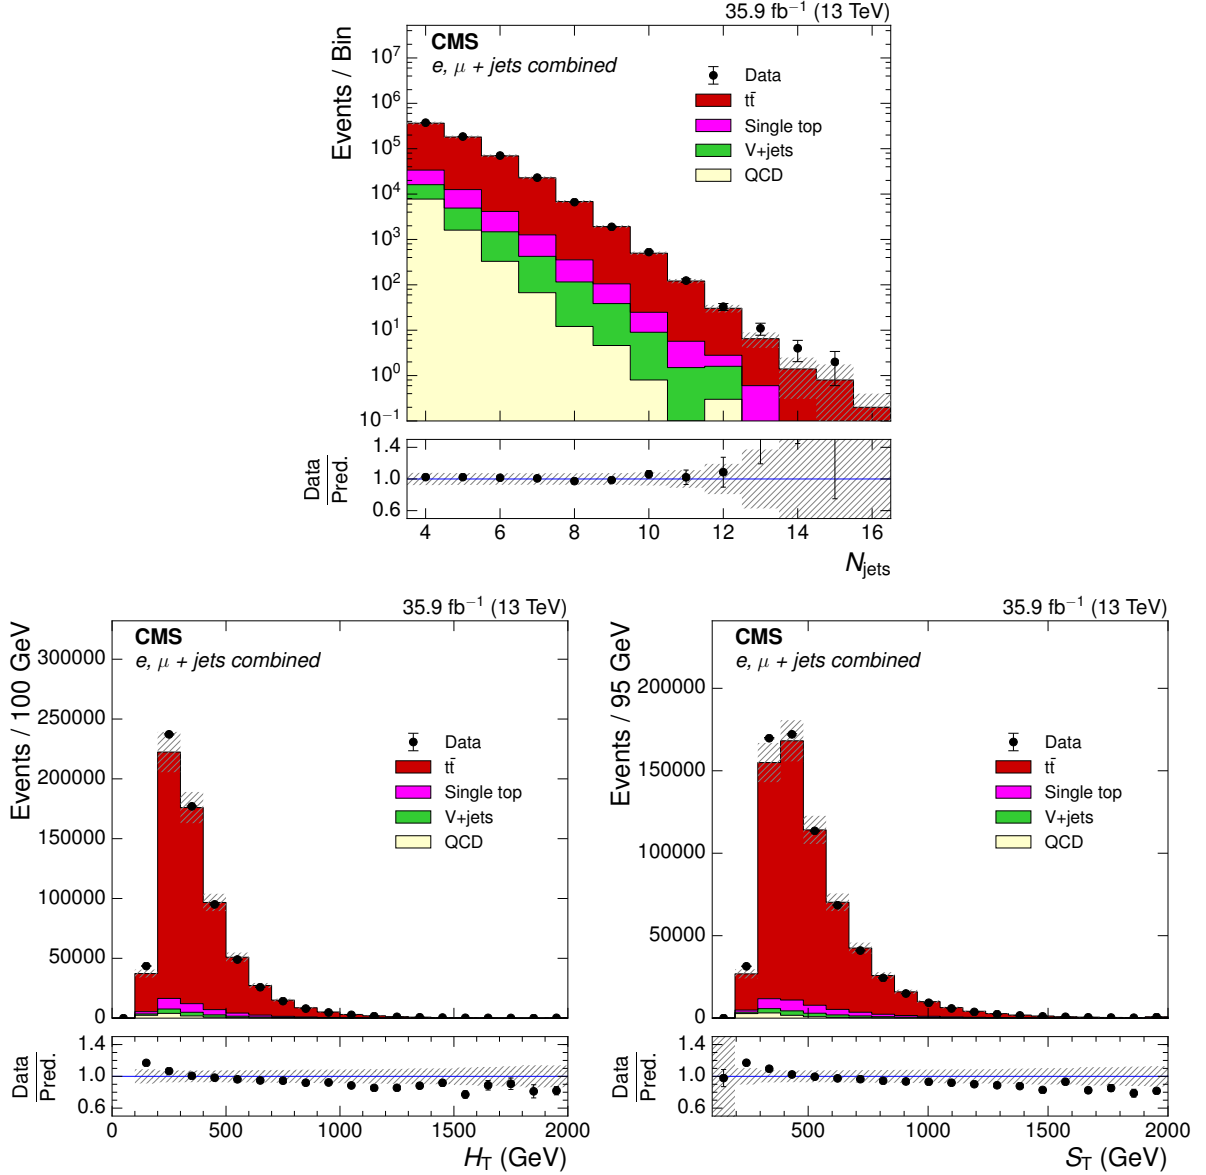 35.9 fb⁻¹ (13 TeV)
CMS
e, μ + jets combined
Events / Bin
10⁷
10⁶
10⁵
10⁴
10³
10²
10¹
10⁰
10⁻¹
Data
tt̄
Single top
V+jets
QCD
Data
Pred.
1.4
1.0
0.6
4 6 8 10 12 14 16
N_jets
35.9 fb⁻¹ (13 TeV)
CMS
e, μ + jets combined
Events / 100 GeV
300000
250000
200000
150000
100000
50000
0
Data
tt̄
Single top
V+jets
QCD
Data
Pred.
1.4
1.0
0.6
0 500 1000 1500 2000
H_T (GeV)
35.9 fb⁻¹ (13 TeV)
CMS
e, μ + jets combined
Events / 95 GeV
200000
150000
100000
50000
0
Data
tt̄
Single top
V+jets
QCD
Data
Pred.
1.4
1.0
0.6
500 1000 1500 2000
S_T (GeV)